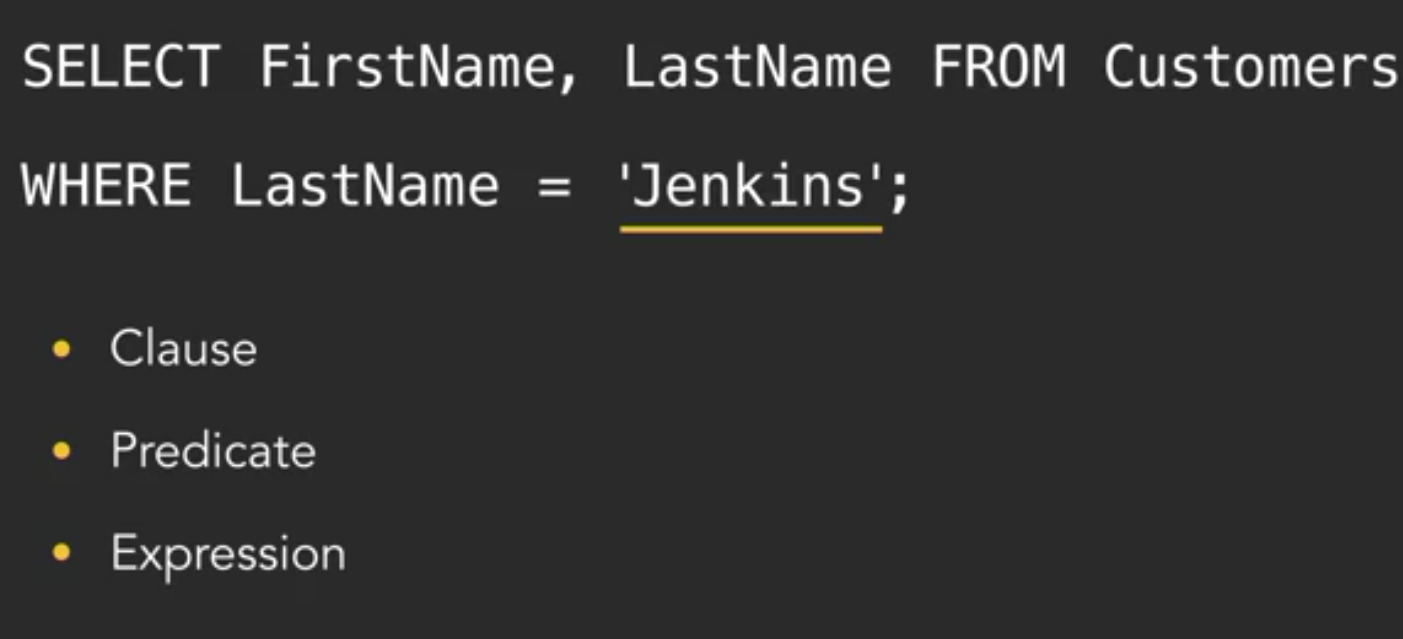 SELECT FirstName, LastName FROM Customers
WHERE LastName = 'Jenkins';
• Clause
• Predicate
• Expression